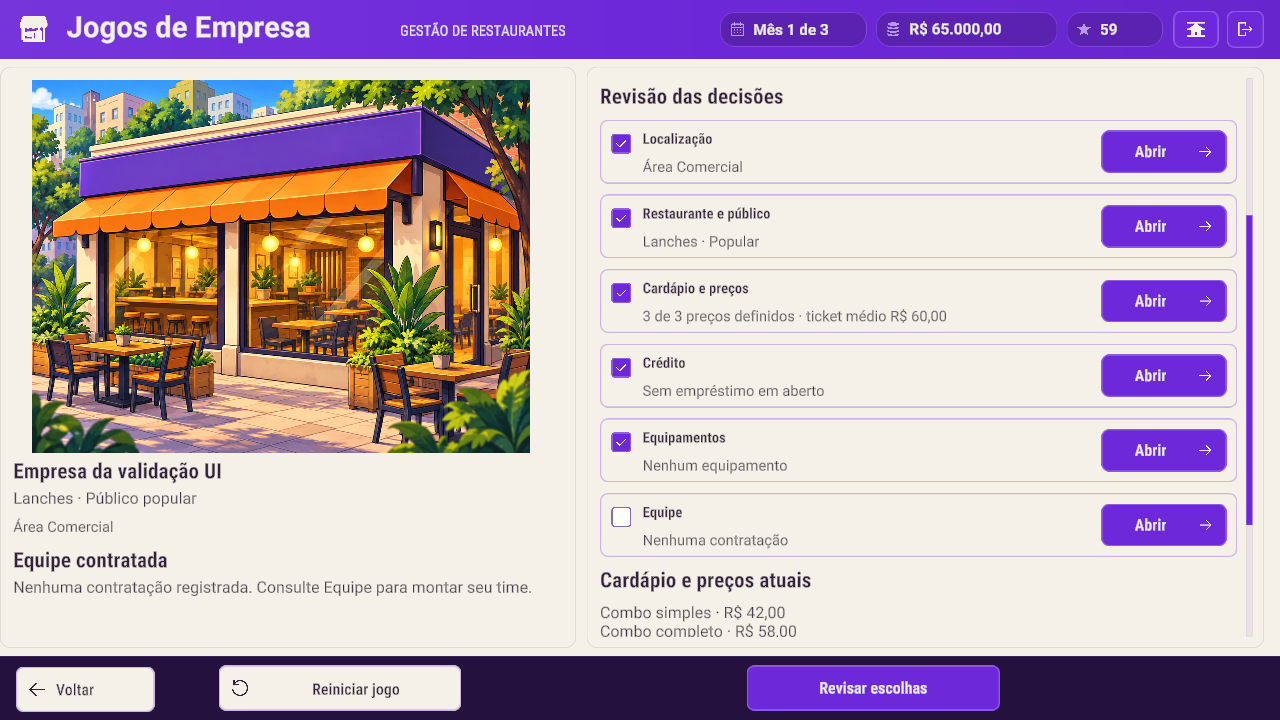 Jogos de Empresa
GESTÃO DE RESTAURANTES
Mês 1 de 3
R$ 65.000,00
59
Empresa da validação UI
Lanches · Público popular
Área Comercial
Equipe contratada
Nenhuma contratação registrada. Consulte Equipe para montar seu time.
Revisão das decisões
Localização
Área Comercial
Abrir
Restaurante e público
Lanches · Popular
Abrir
Cardápio e preços
3 de 3 preços definidos · ticket médio R$ 60,00
Abrir
Crédito
Sem empréstimo em aberto
Abrir
Equipamentos
Nenhum equipamento
Abrir
Equipe
Nenhuma contratação
Abrir
Cardápio e preços atuais
Combo simples · R$ 42,00
Combo completo · R$ 58,00
Voltar
Reiniciar jogo
Revisar escolhas